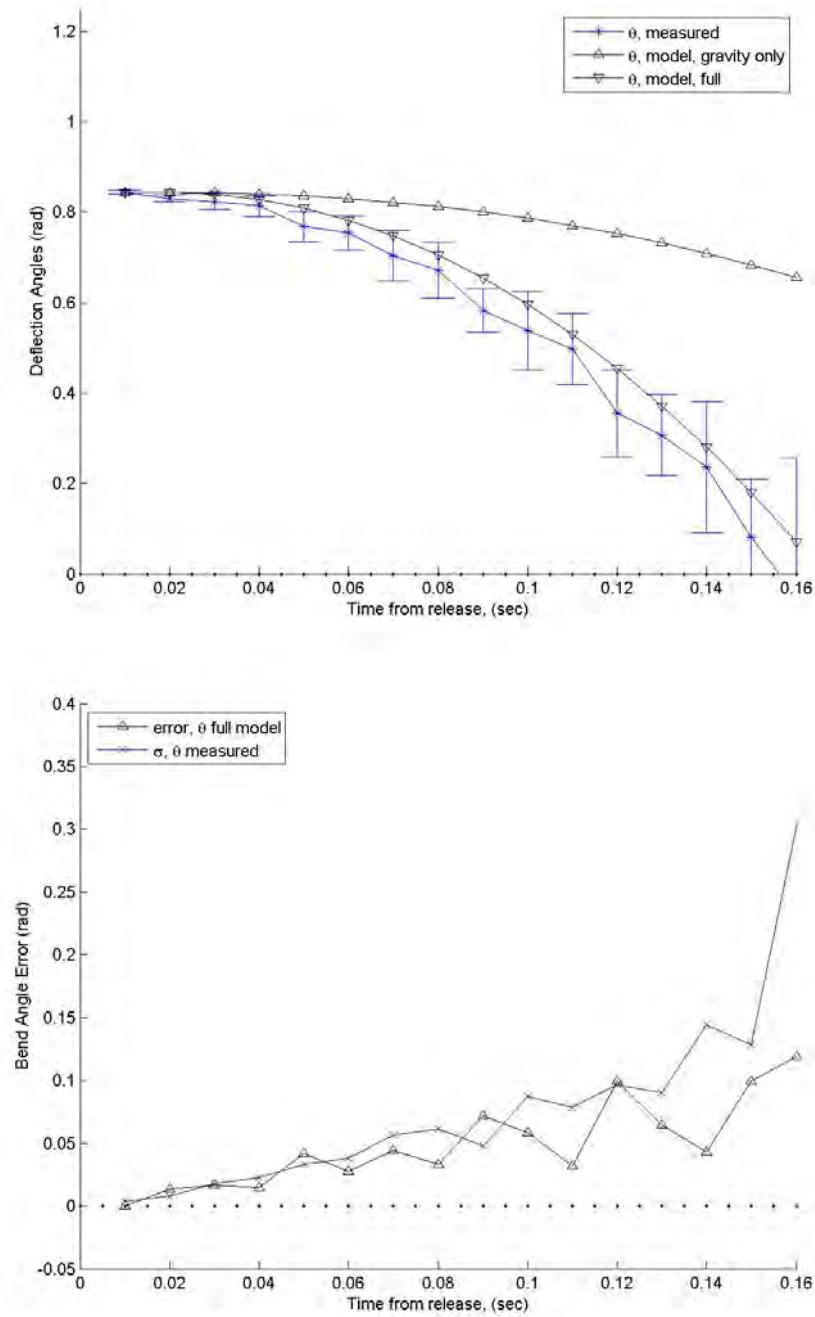 1.2
1
0.8
0.6
0.4
0.2
0
Deflection Angles (rad)
θ, measured
θ, model, gravity only
θ, model, full
0 0.02 0.04 0.06 0.08 0.1 0.12 0.14 0.16
Time from release, (sec)
0.4
0.35
0.3
0.25
0.2
0.15
0.1
0.05
0
-0.05
Bend Angle Error (rad)
error, θ full model
σ, θ measured
0 0.02 0.04 0.06 0.08 0.1 0.12 0.14 0.16
Time from release, (sec)